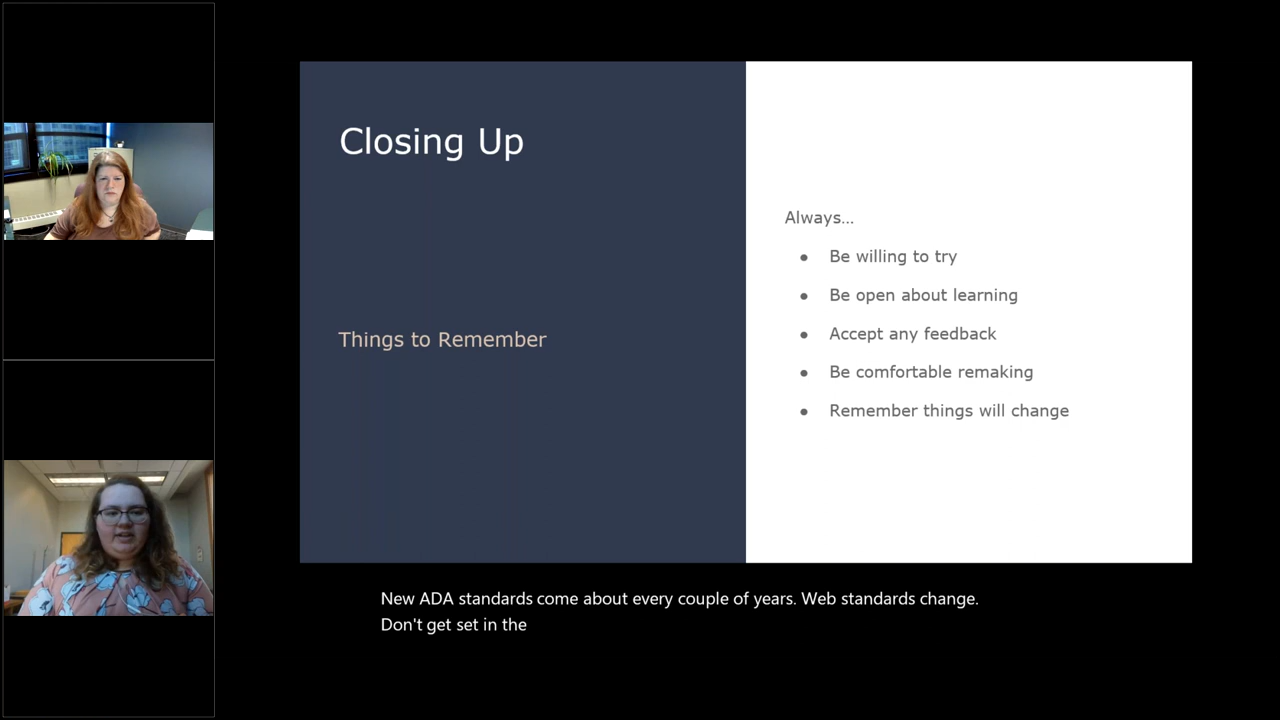 Closing Up
Things to Remember
Always...
● Be willing to try
● Be open about learning
● Accept any feedback
● Be comfortable remaking
● Remember things will change
New ADA standards come about every couple of years. Web standards change.
Don't get set in the